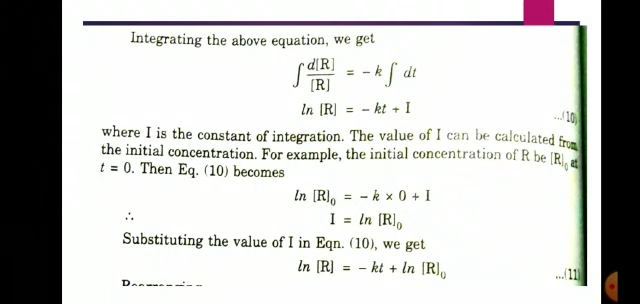 Integrating the above equation, we get
∫ d[R]/[R] = – k ∫ dt
ln [R] = – kt + I ...(10)
where I is the constant of integration. The value of I can be calculated from
the initial concentration. For example, the initial concentration of R be [R]₀ at
t = 0. Then Eq. (10) becomes
ln [R]₀ = – k × 0 + I
∴ I = ln [R]₀
Substituting the value of I in Eqn. (10), we get
ln [R] = – kt + ln [R]₀ ...(11)